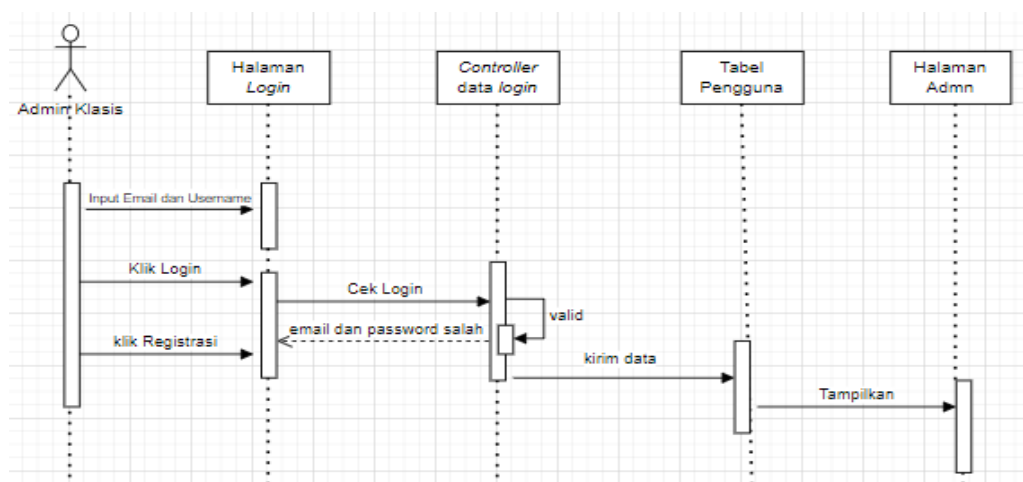 Halaman
Login
Controller
data login
Tabel
Pengguna
Halaman
Admn
Admin Klasis
Input Email dan Username
Klik Login
Cek Login
valid
email dan password salah
klik Registrasi
kirim data
Tampilkan